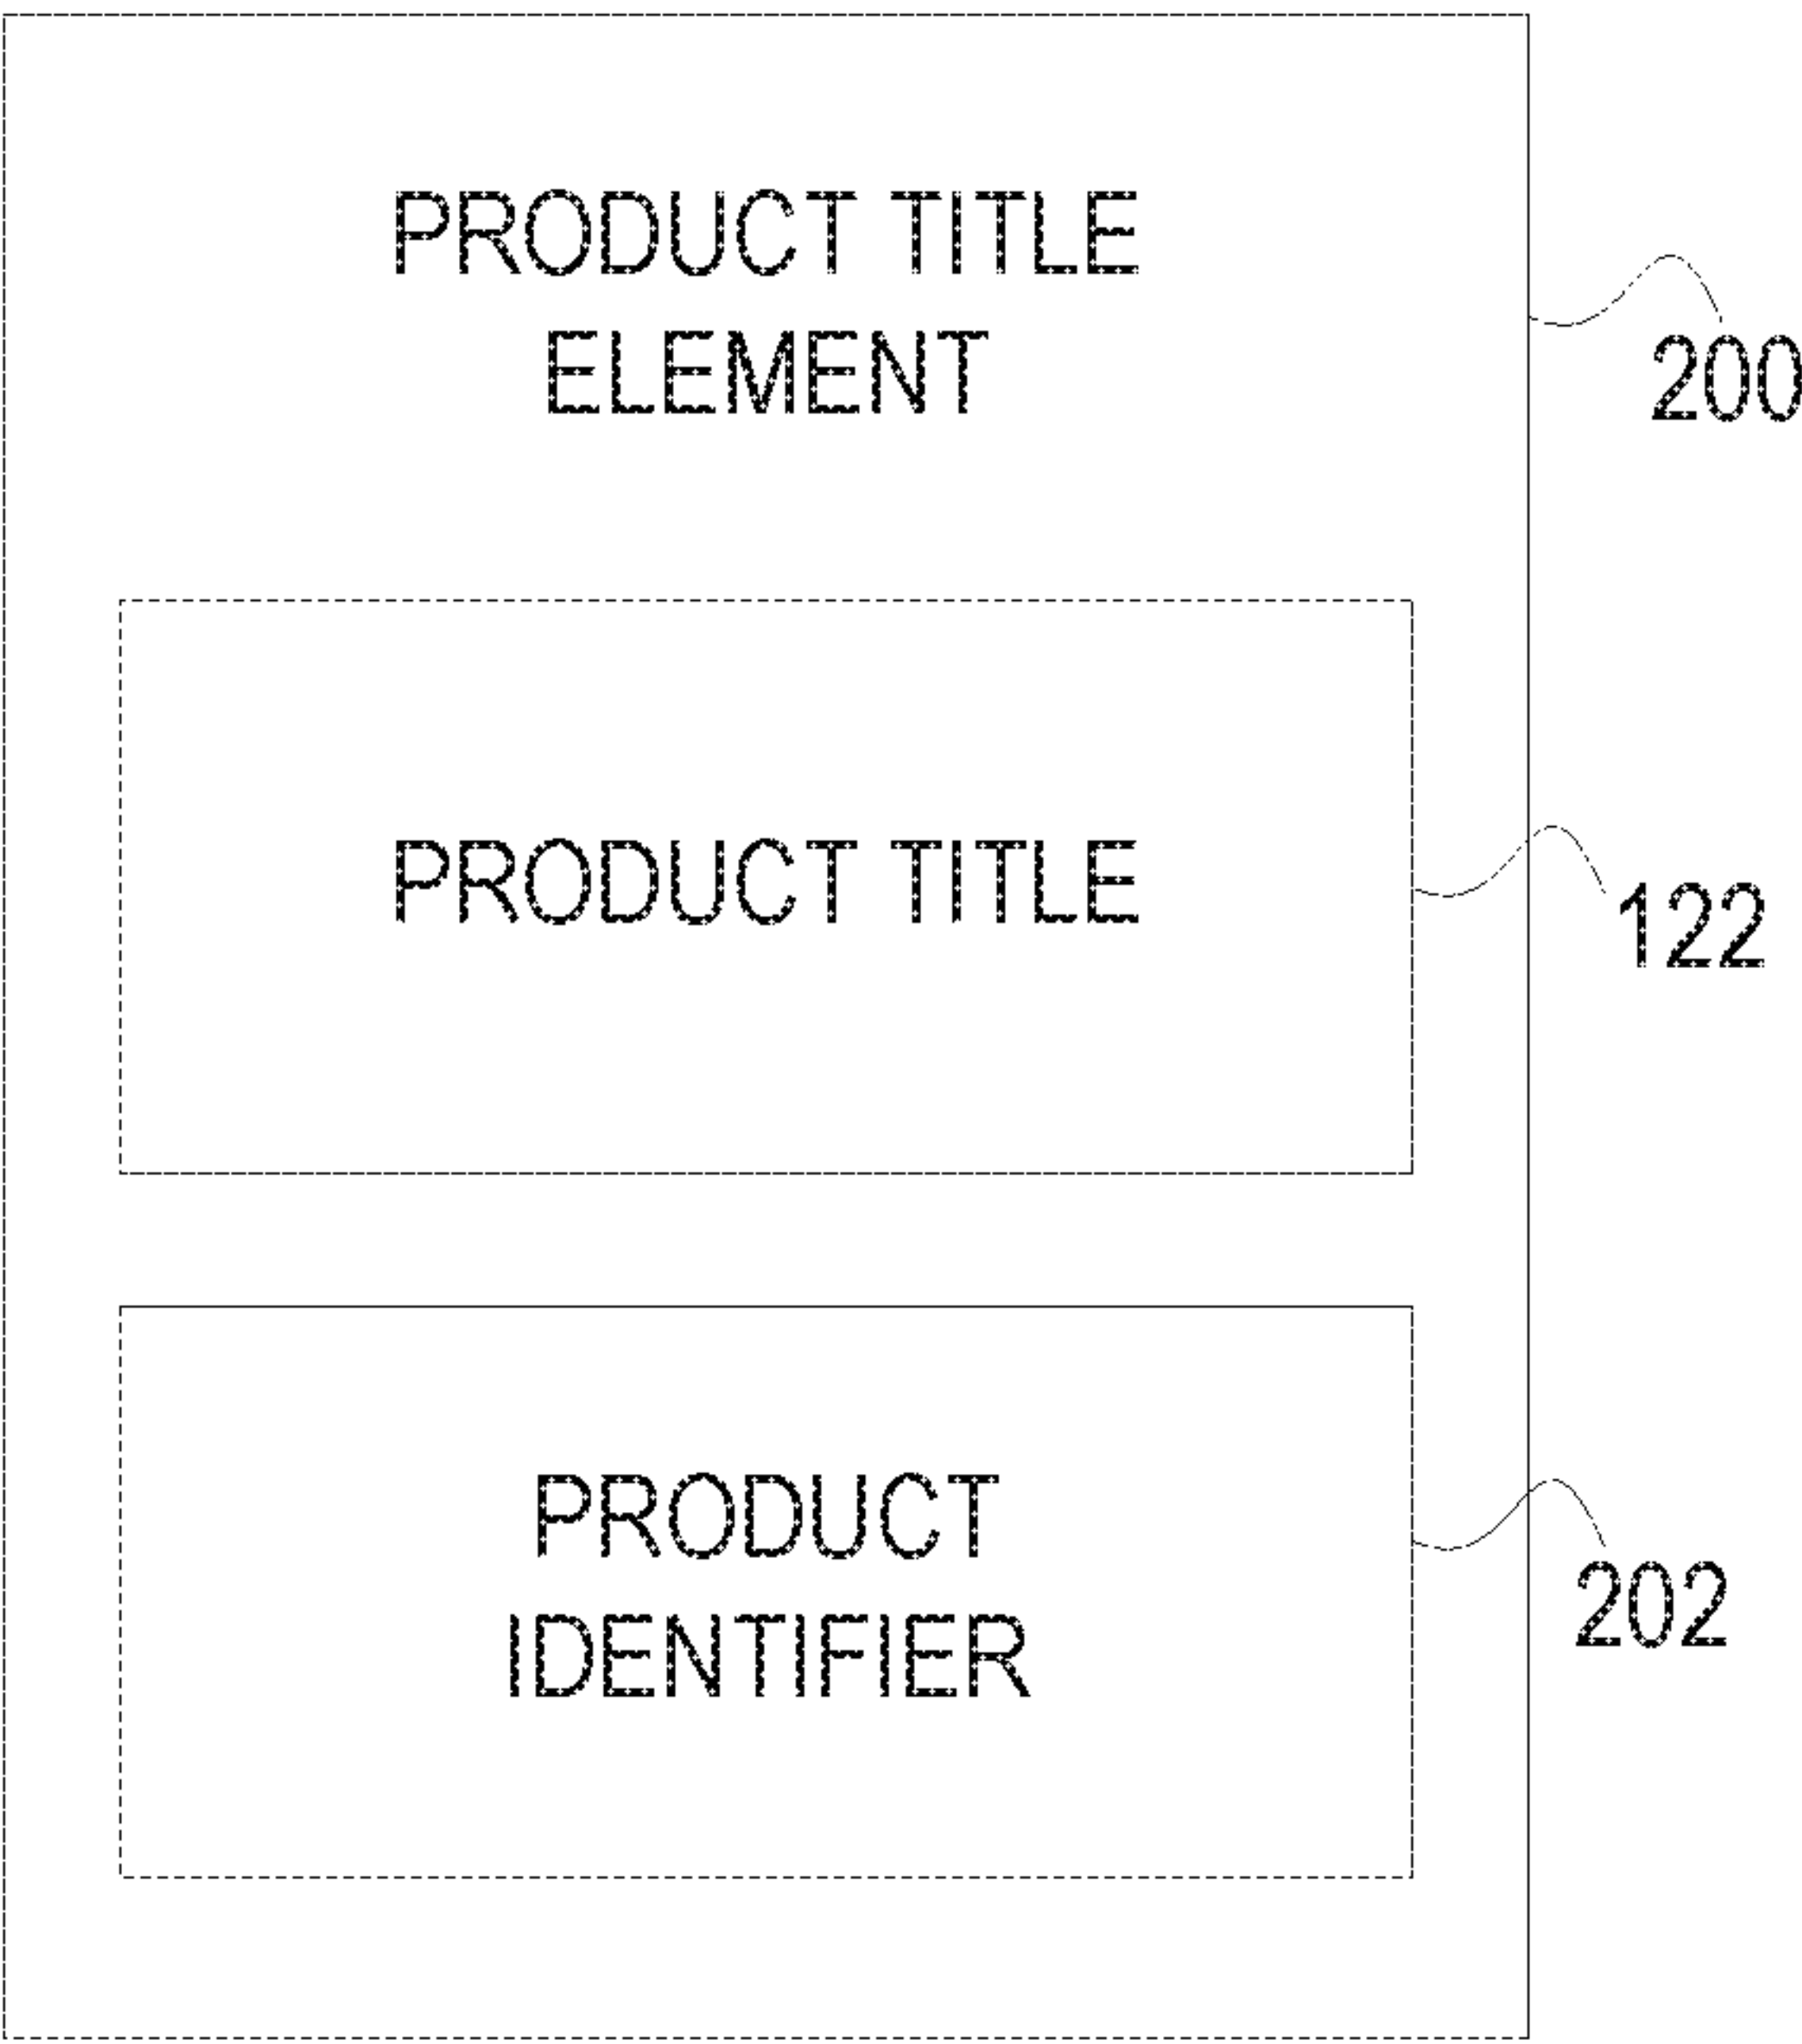 PRODUCT TITLE
ELEMENT
200
PRODUCT TITLE
122
PRODUCT
IDENTIFIER
202